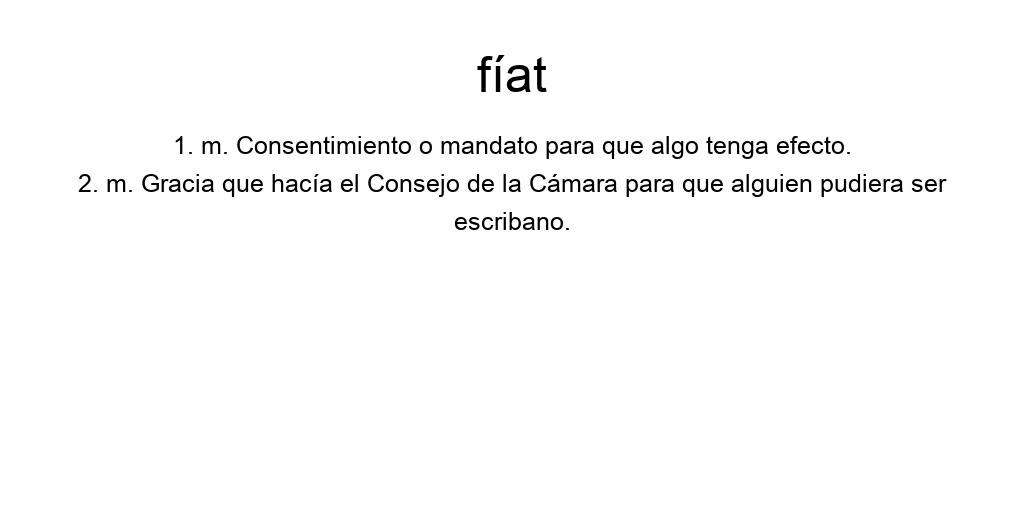 fíat
1. m. Consentimiento o mandato para que algo tenga efecto.
2. m. Gracia que hacía el Consejo de la Cámara para que alguien pudiera ser
escribano.